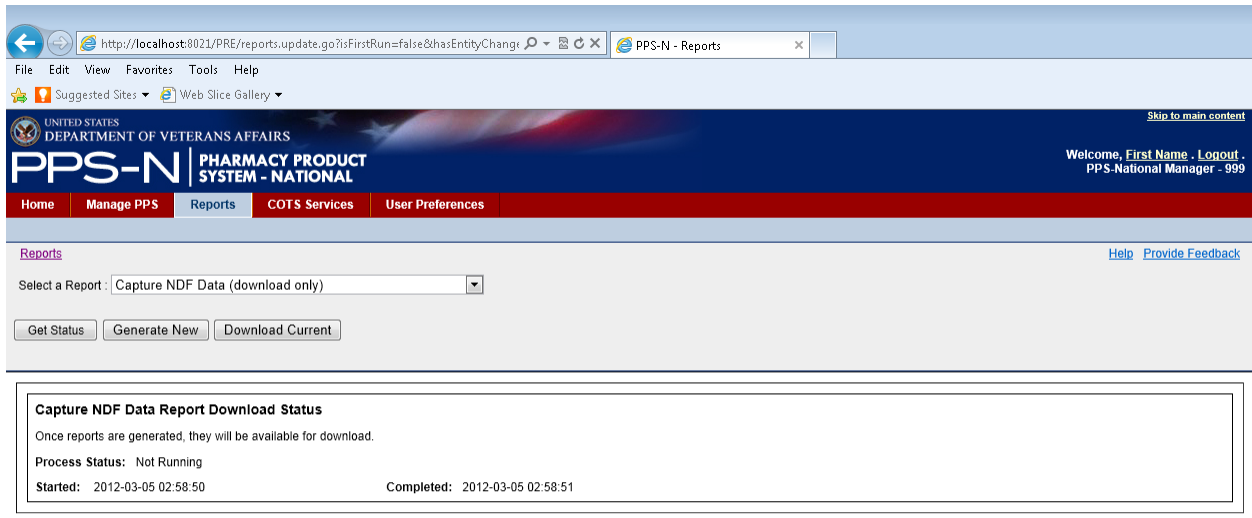 http://localhost:8021/PRE/reports.update.go?isFirstRun=false&hasEntityChange PPS-N - Reports
File Edit View Favorites Tools Help
Suggested Sites Web Slice Gallery
Skip to main content
UNITED STATES
DEPARTMENT OF VETERANS AFFAIRS
PPS-N PHARMACY PRODUCT
SYSTEM - NATIONAL
Welcome, First Name . Logout .
PPS-National Manager - 999
Home Manage PPS Reports COTS Services User Preferences
Reports Help Provide Feedback
Select a Report : Capture NDF Data (download only)
Get Status Generate New Download Current
Capture NDF Data Report Download Status
Once reports are generated, they will be available for download.
Process Status: Not Running
Started: 2012-03-05 02:58:50 Completed: 2012-03-05 02:58:51